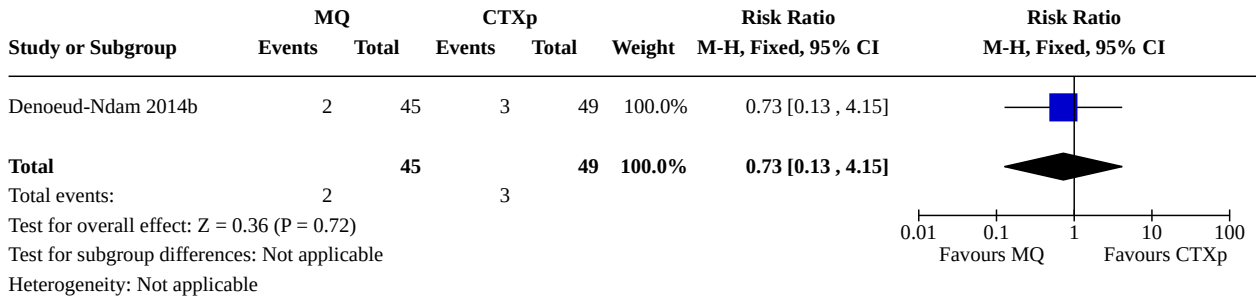 MQ CTXp Risk Ratio Risk Ratio
Study or Subgroup Events Total Events Total Weight M-H, Fixed, 95% CI M-H, Fixed, 95% CI
Denoeud-Ndam 2014b 2 45 3 49 100.0% 0.73 [0.13 , 4.15]
Total 45 49 100.0% 0.73 [0.13 , 4.15]
Total events: 2 3
Test for overall effect: Z = 0.36 (P = 0.72)
0.01 0.1 1 10 100
Test for subgroup differences: Not applicable Favours MQ Favours CTXp
Heterogeneity: Not applicable